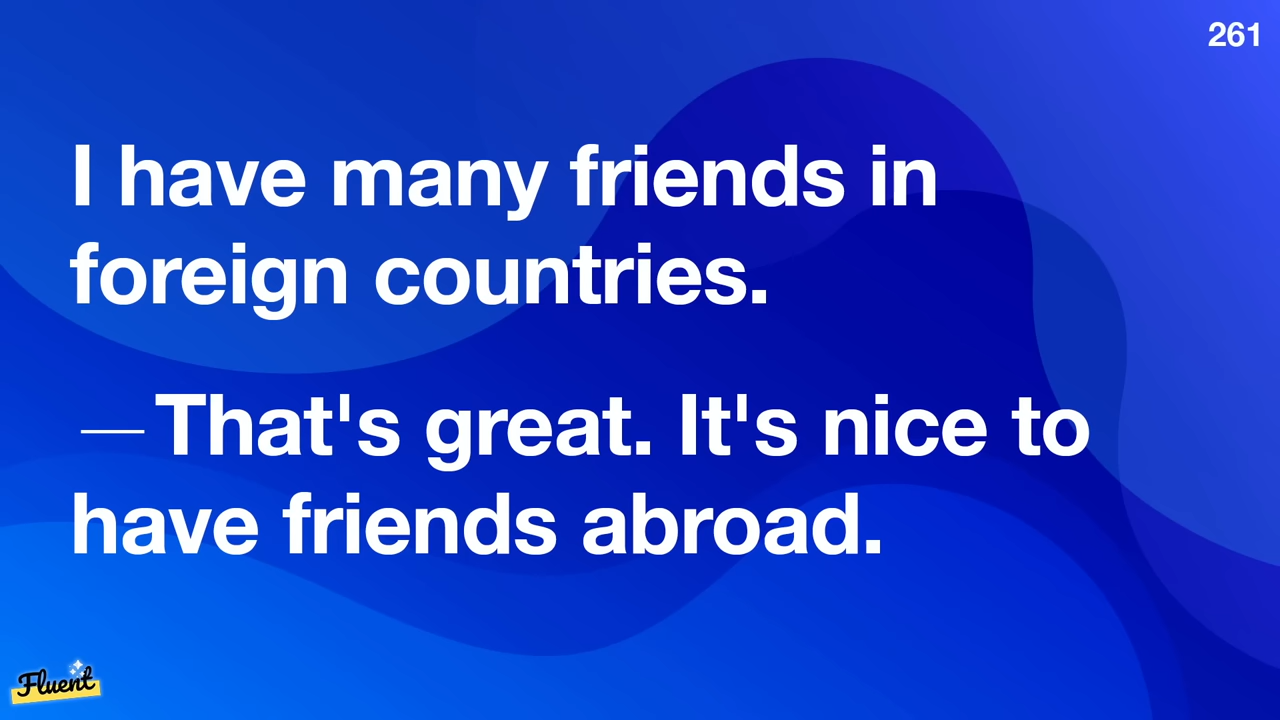 261
I have many friends in
foreign countries.
—That's great. It's nice to
have friends abroad.
Fluent